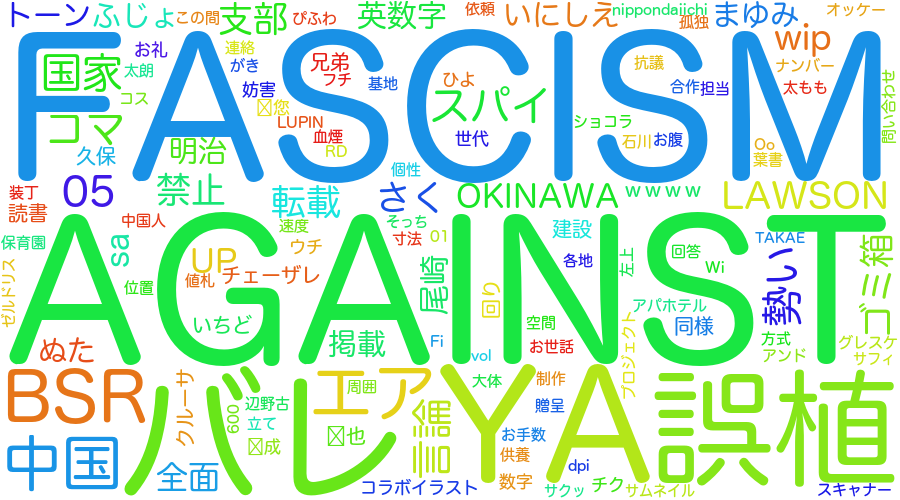 トーン ふじょ この間 支部 ぴふわ 英数字 依頼 いにしえ nippondaiichi 孤独 まゆみ. オッケー
FASCISM
お礼 連絡 がき 太朗 国家 コス 妨害 兄弟 フチ 基地 ひよ 抗議 合作 担当 wip ナンバー 太もも
コマ 久保 明治 LUPIN 血煙 RD スパイ 世代 ショコラ 石川 お腹 Oo 葉書 問い合わせ
装丁 読書 05 禁止 転載 個性 さく OKINAWA wwww LAWSON
中国人 保育園 sa 速度 そっち 寸法 01 建設 回答 TAKAE
AGAINST
ゼルドリス 位置 UP 値札 ウチ チェーザレ 尾崎 回り 各地 左上 Wi 勢い ゴミ箱
いちど 掲載 Fi vol 空間 お世話 アパホテル 同様 方式 アンド グレスケ サフィ
ぬた プロジェクト
BSR クルーサ バレ エア 周囲 大体 YA 制作 誤植
600 辺野古 立て 成 也 言論 贈呈 お手数
中国 全面 供養 数字 dpi チク
コラボイラスト サクッ サムネイル スキャナー
您